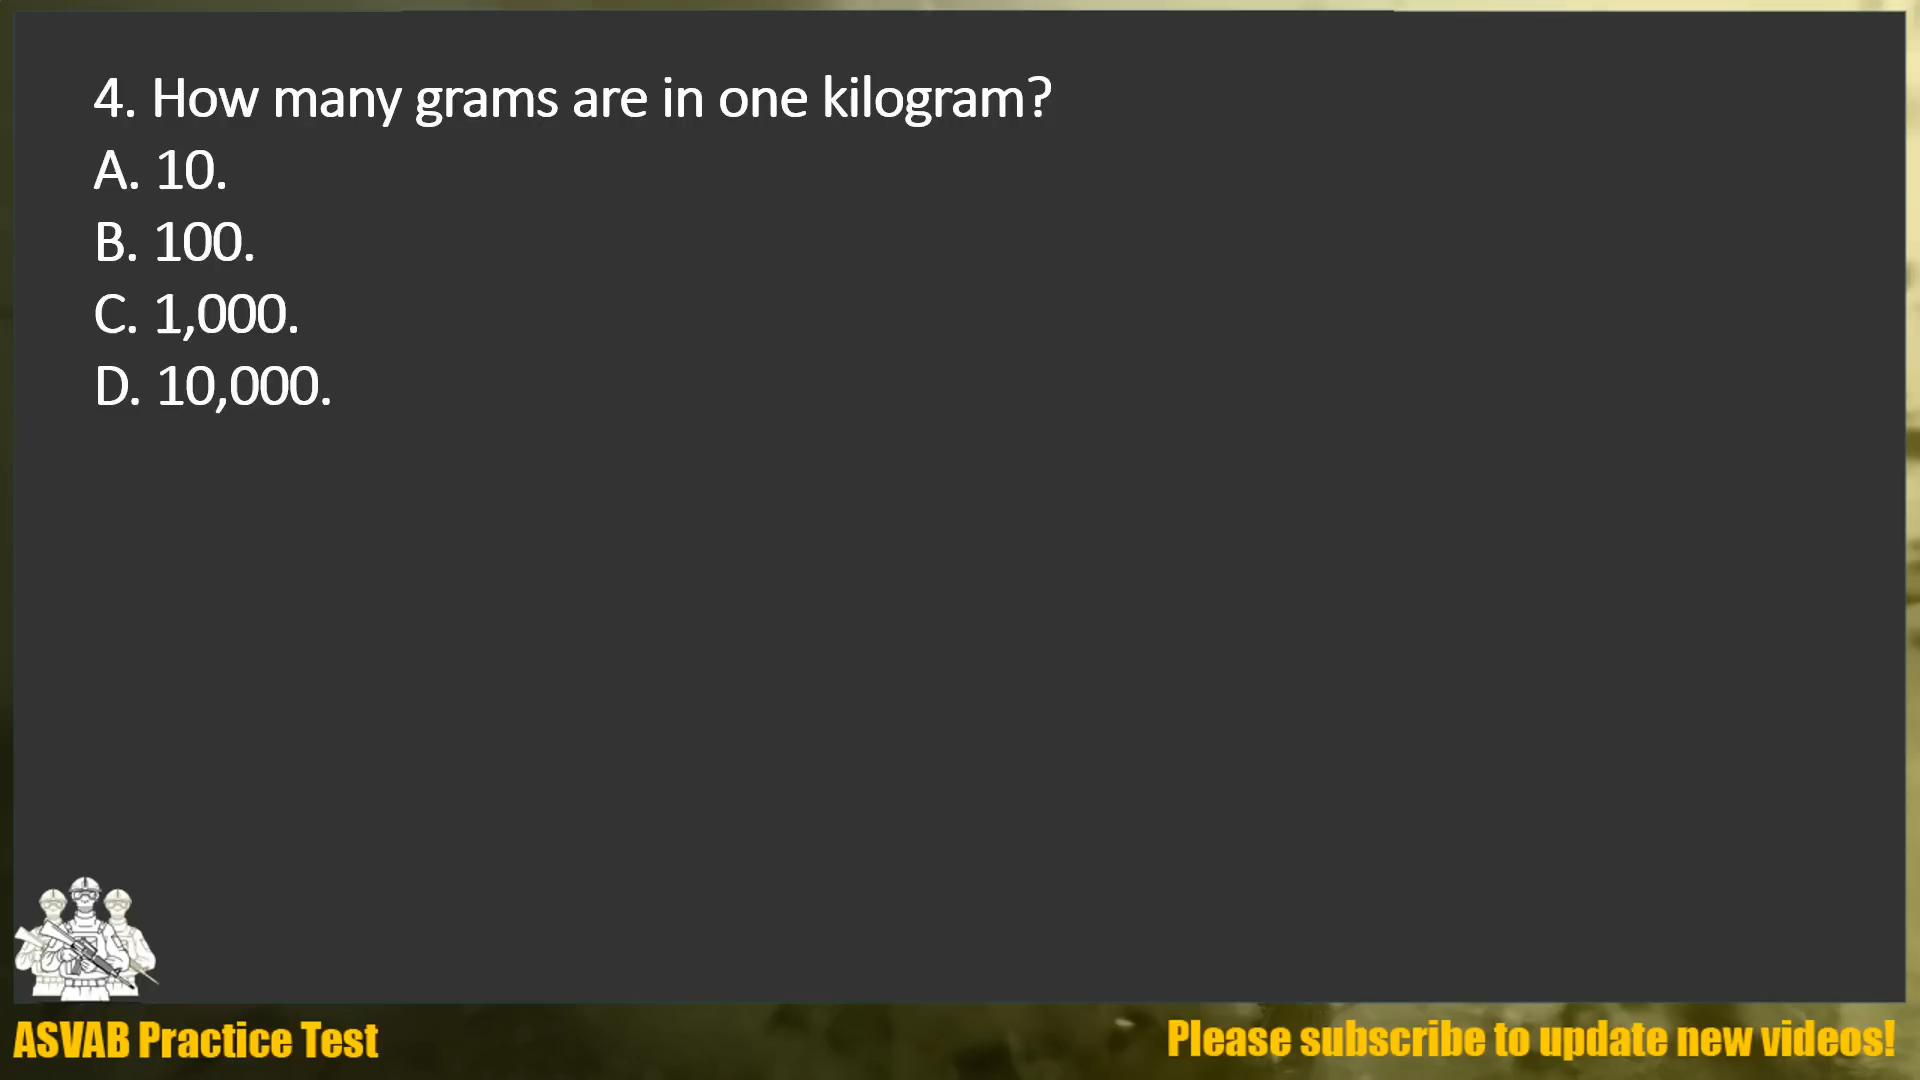 4. How many grams are in one kilogram?
A. 10.
B. 100.
C. 1,000.
D. 10,000.
ASVAB Practice Test
Please subscribe to update new videos!